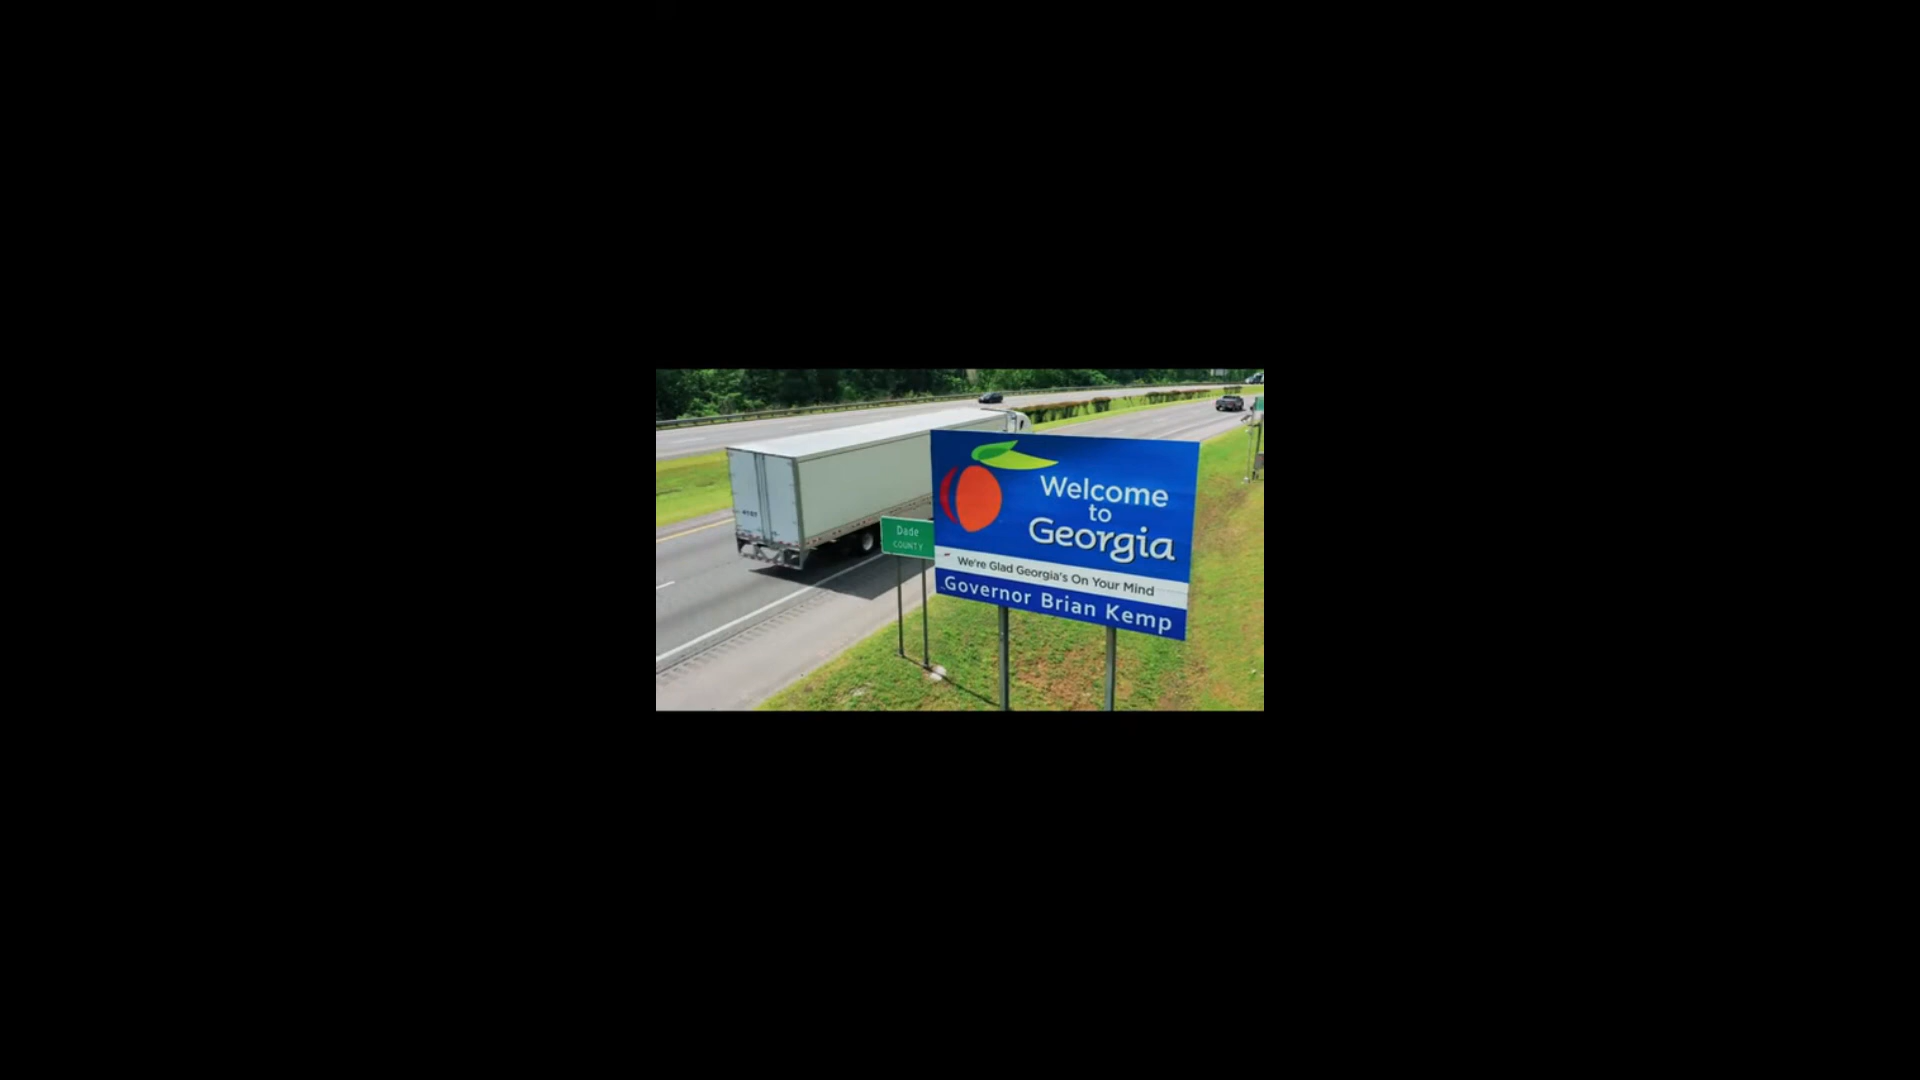 Dade
COUNTY
Welcome
to
Georgia
We're Glad Georgia's On Your Mind
Governor Brian Kemp